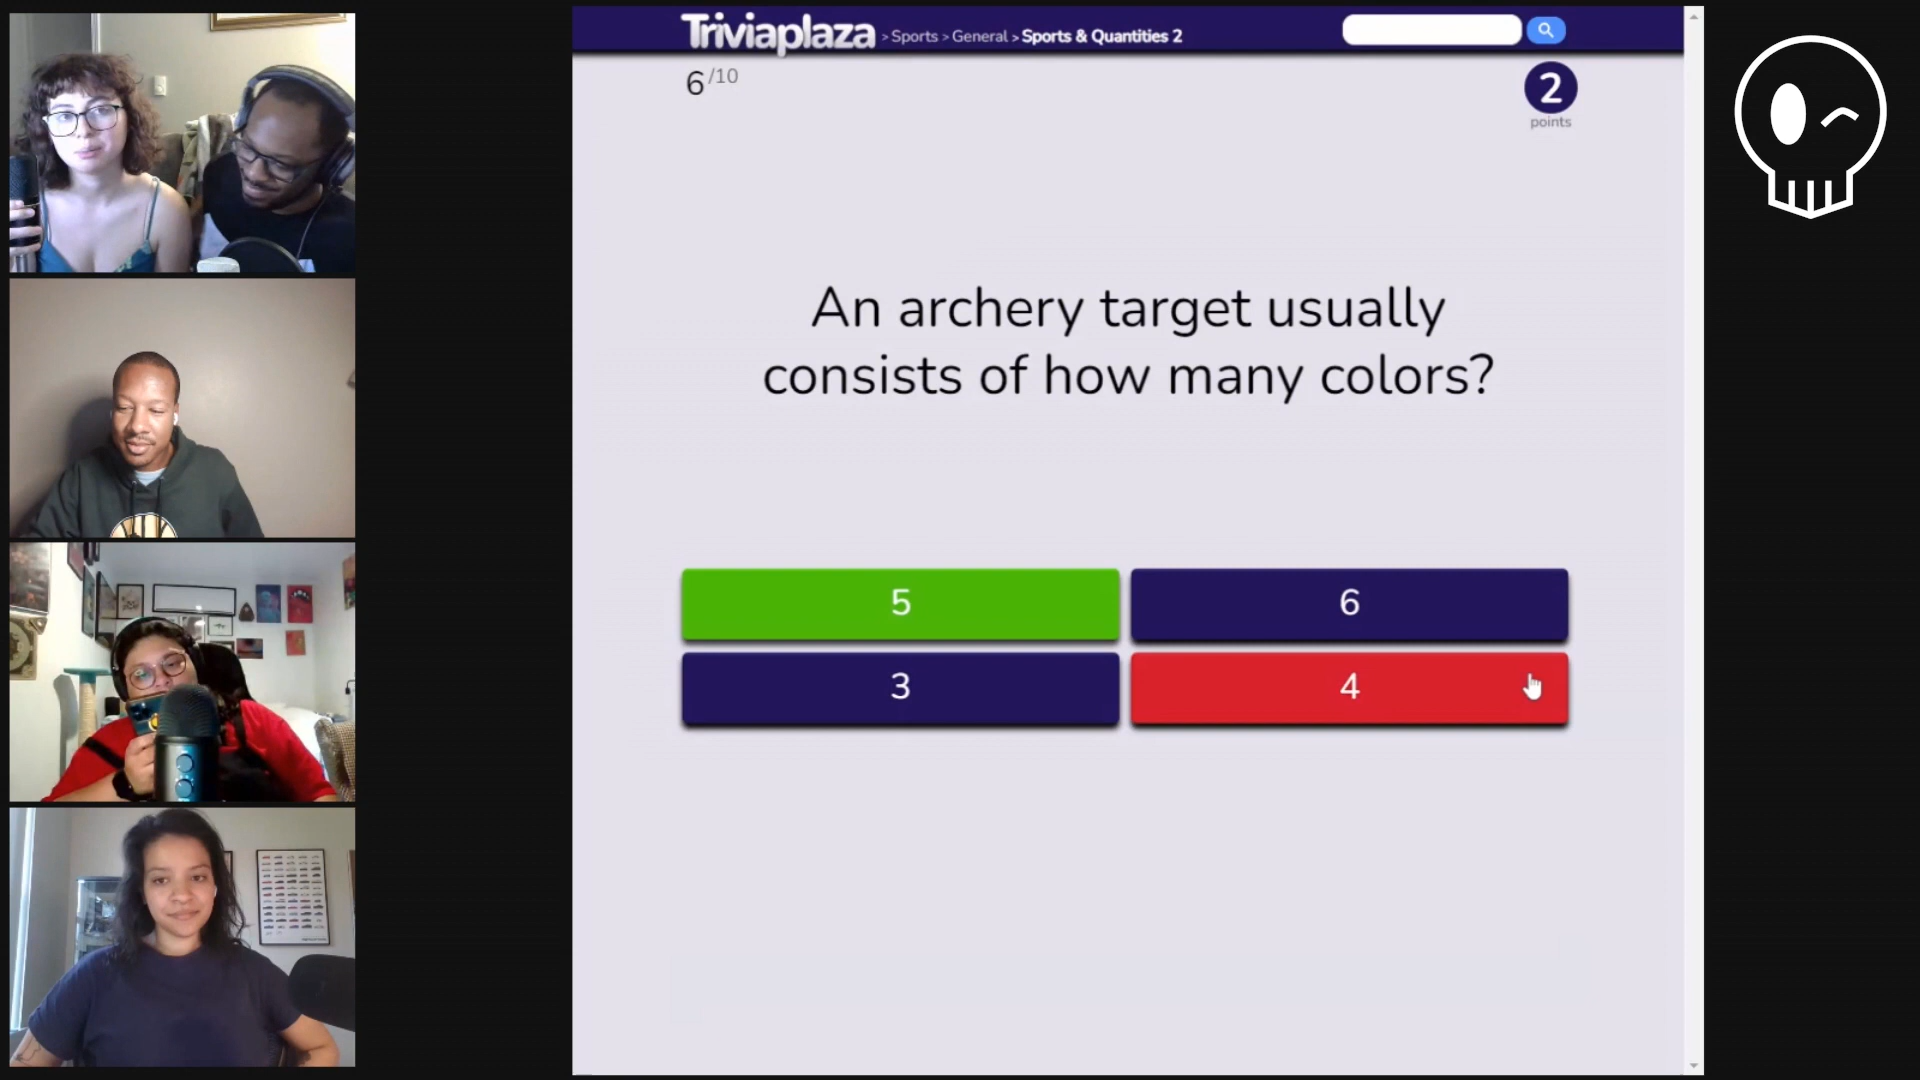 Triviaplaza > Sports > General > Sports & Quantities 2
6/10
2
points
An archery target usually
consists of how many colors?
5
6
3
4